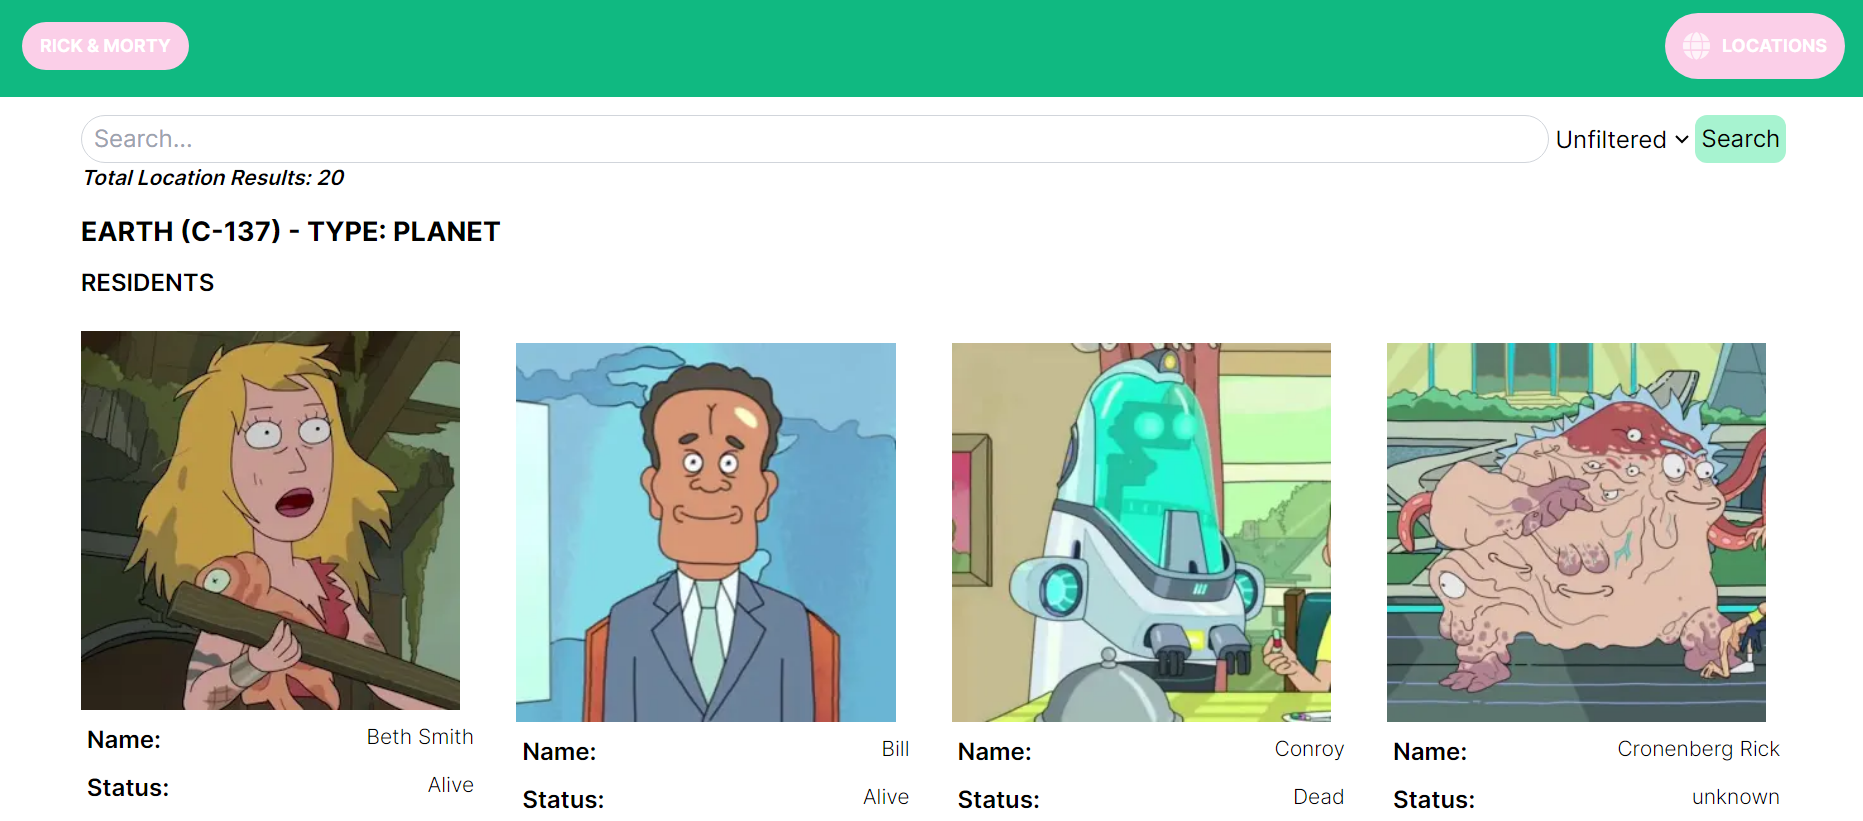 RICK & MORTY
LOCATIONS
Search...
Unfiltered
Search
Total Location Results: 20
EARTH (C-137) - TYPE: PLANET
RESIDENTS
Name: Beth Smith
Status: Alive
Name: Bill
Status: Alive
Name: Conroy
Status: Dead
Name: Cronenberg Rick
Status: unknown